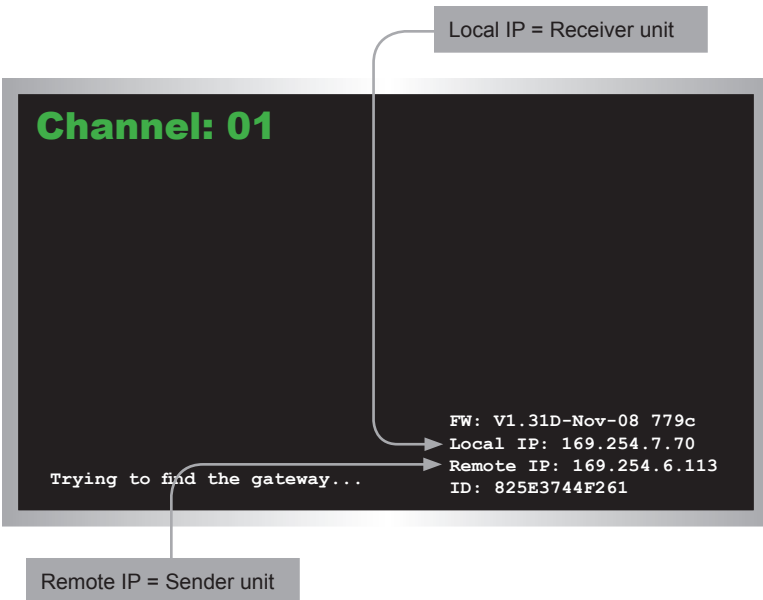 Local IP = Receiver unit
Channel: 01
FW: V1.31D-Nov-08 779c
Local IP: 169.254.7.70
Remote IP: 169.254.6.113
Trying to find the gateway...
ID: 825E3744F261
Remote IP = Sender unit